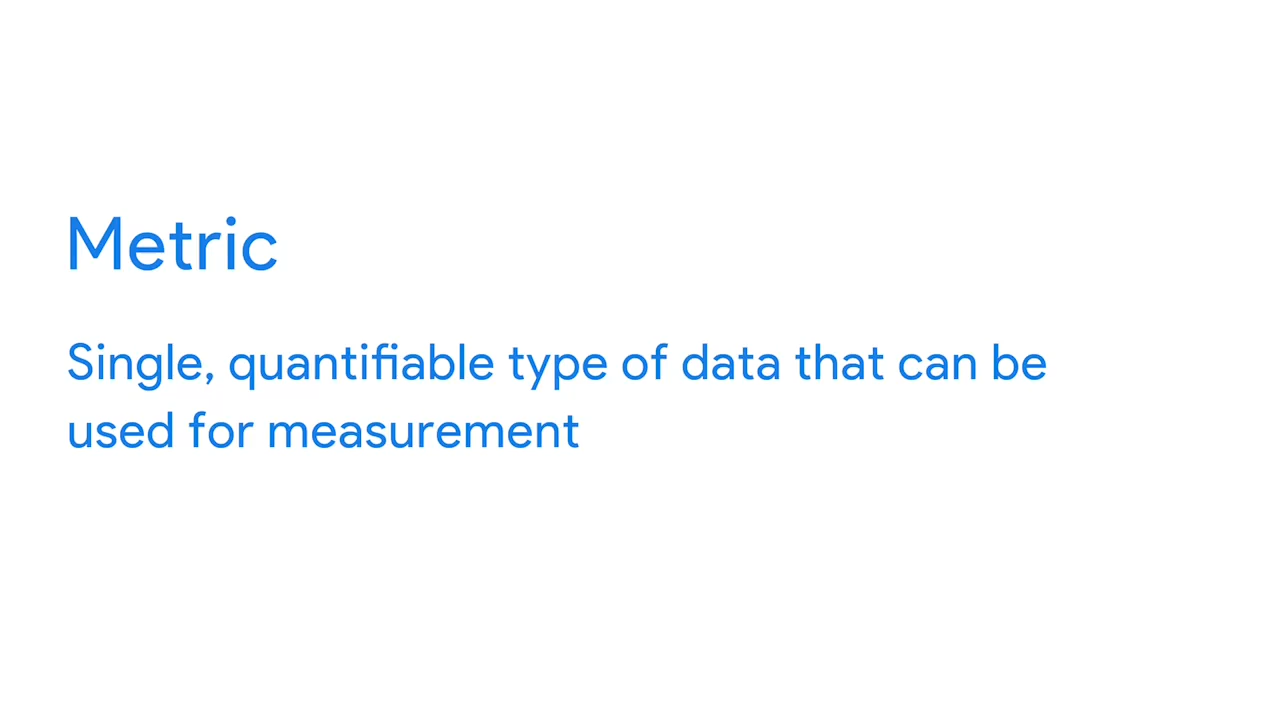 Metric
Single, quantifiable type of data that can be
used for measurement